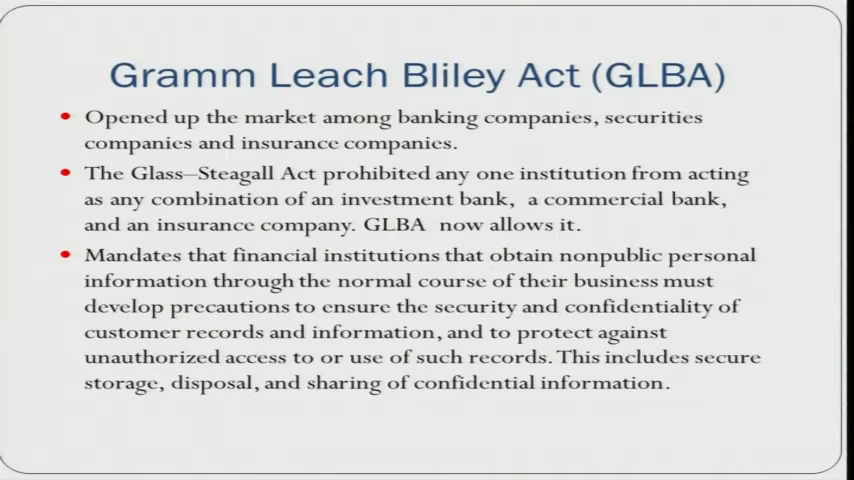 Gramm Leach Bliley Act (GLBA)
• Opened up the market among banking companies, securities
companies and insurance companies.
• The Glass–Steagall Act prohibited any one institution from acting
as any combination of an investment bank, a commercial bank,
and an insurance company. GLBA now allows it.
• Mandates that financial institutions that obtain nonpublic personal
information through the normal course of their business must
develop precautions to ensure the security and confidentiality of
customer records and information, and to protect against
unauthorized access to or use of such records. This includes secure
storage, disposal, and sharing of confidential information.